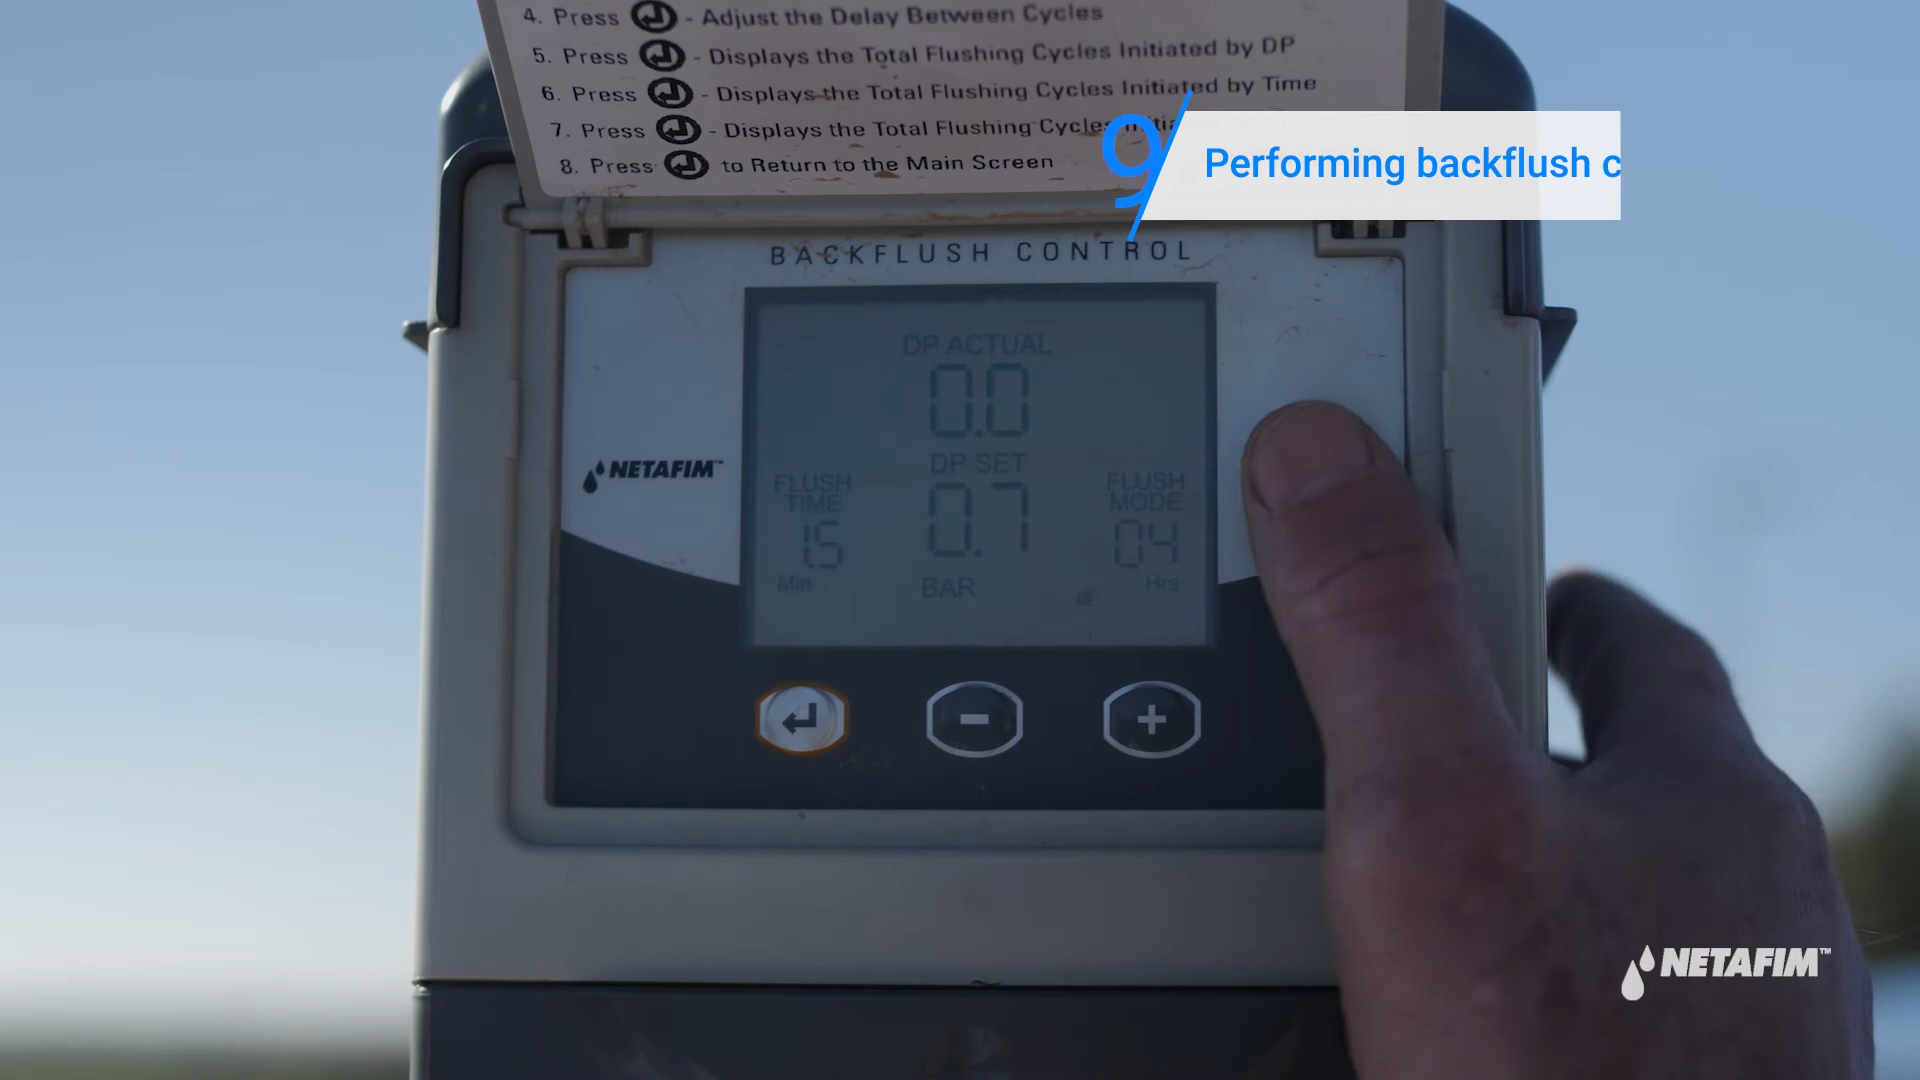 4. Press - Adjust the Delay Between Cycles
5. Press - Displays the Total Flushing Cycles Initiated by DP
6. Press - Displays the Total Flushing Cycles Initiated by Time
7. Press - Displays the Total Flushing Cycles
8. Press to Return to the Main Screen
9 Performing backflush c
BACKFLUSH CONTROL
DP ACTUAL
0.0
DP SET
0.7
BAR
FLUSH
TIME
15
Min
FLUSH
MODE
04
Hrs
NETAFIM™
NETAFIM™